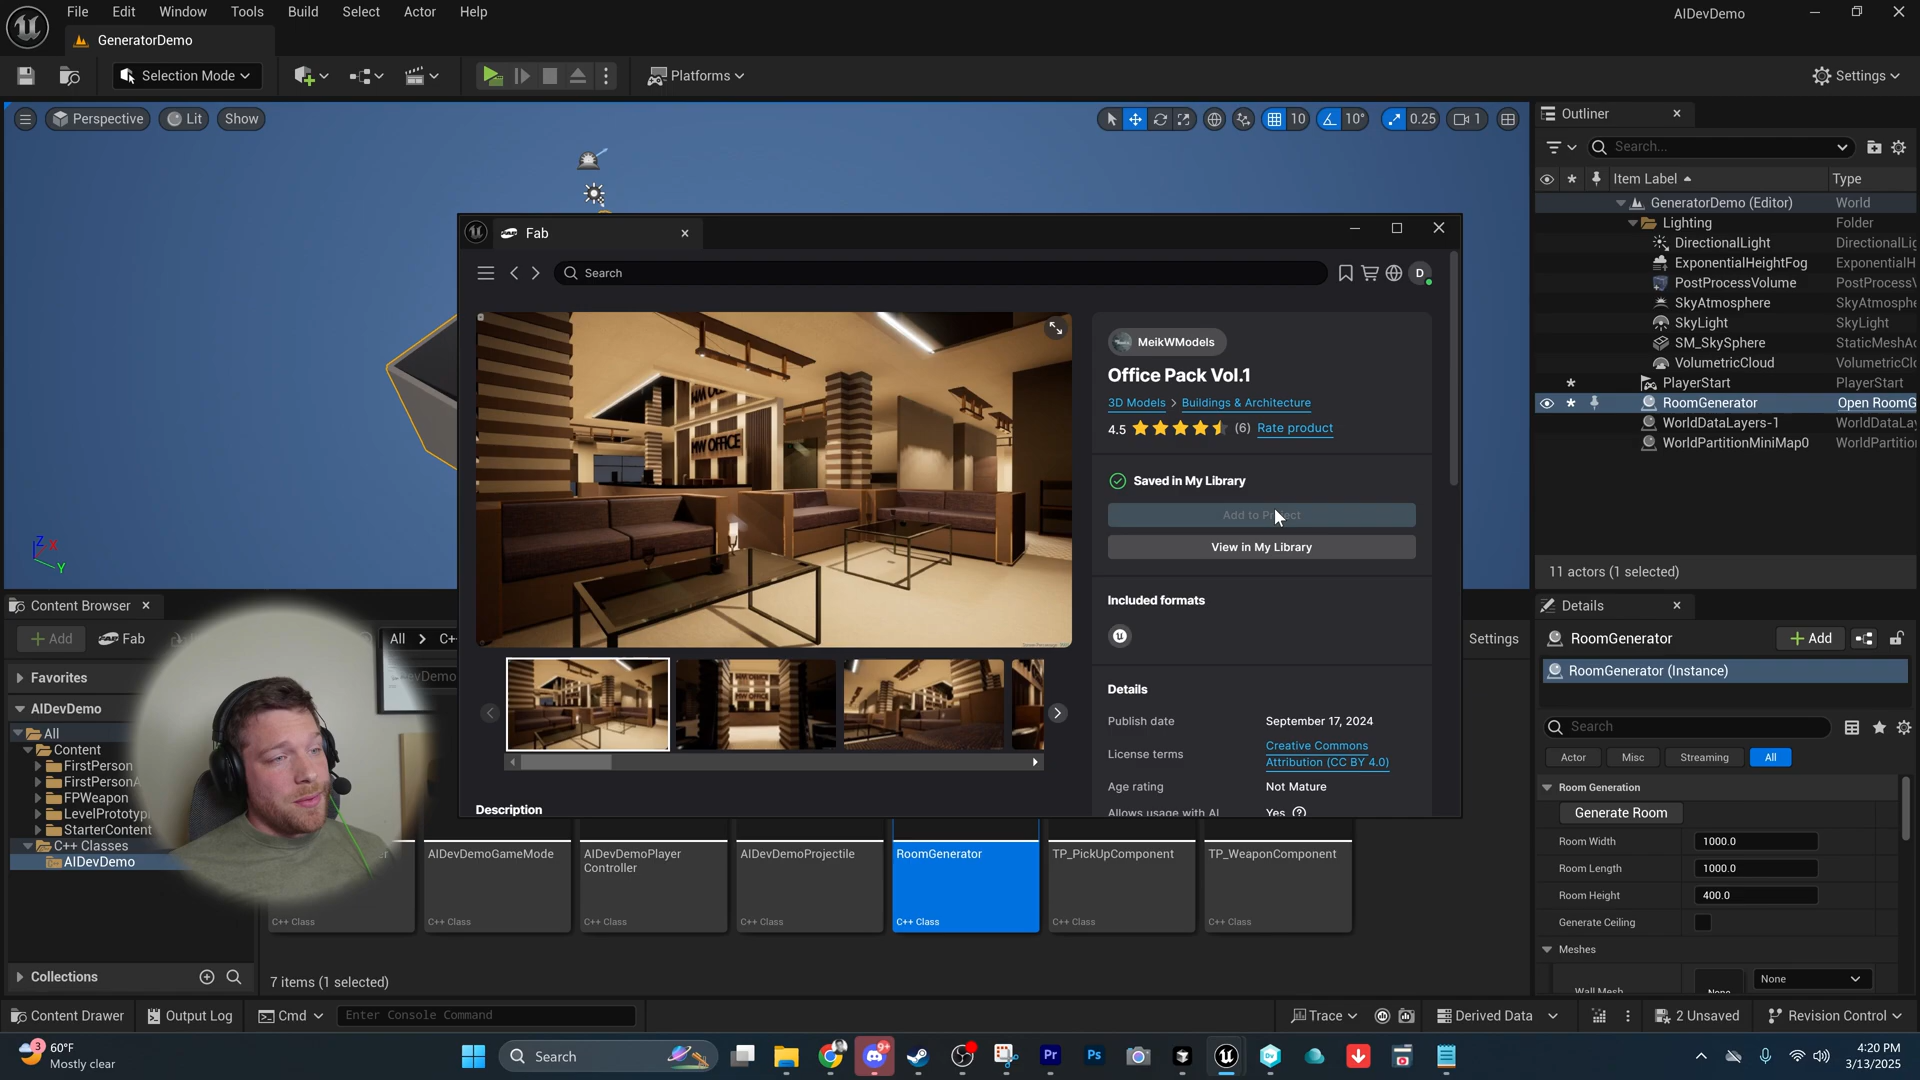 File Edit Window Tools Build Select Actor Help
AIDevDemo
GeneratorDemo
Selection Mode
Platforms
Settings
Perspective
Lit
Show
10
10°
0.25
1
Outliner
Search...
Item Label
Type
GeneratorDemo (Editor)
World
Lighting
Folder
DirectionalLight
DirectionalLig
ExponentialHeightFog
ExponentialH
PostProcessVolume
PostProcessV
SkyAtmosphere
SkyAtmosphe
SkyLight
SkyLight
SM_SkySphere
StaticMeshAc
VolumetricCloud
VolumetricClo
PlayerStart
PlayerStart
RoomGenerator
Open RoomG
WorldDataLayers-1
WorldDataLay
WorldPartitionMiniMap0
WorldPartition
11 actors (1 selected)
Fab
Search
D
MW OFFICE
MeikWModels
Office Pack Vol.1
3D Models > Buildings & Architecture
4.5
(6) Rate product
Saved in My Library
Add to Project
View in My Library
Included formats
Details
Publish date
September 17, 2024
License terms
Creative Commons
Attribution (CC BY 4.0)
Age rating
Not Mature
Allows usage with AI
Yes
Description
Z X
Y
Content Browser
Add
Fab
All > C+
Settings
Favorites
AIDevDemo
All
Content
FirstPerson
FirstPersonA
FPWeapon
LevelPrototyp
StarterContent
C++ Classes
AIDevDemo
Collections
AIDevDemoGameMode
AIDevDemoPlayer
Controller
AIDevDemoProjectile
RoomGenerator
TP_PickUpComponent
TP_WeaponComponent
C++ Class
C++ Class
C++ Class
C++ Class
C++ Class
C++ Class
C++ Class
7 items (1 selected)
Details
RoomGenerator
Add
RoomGenerator (Instance)
Search
Actor
Misc
Streaming
All
Room Generation
Generate Room
Room Width
1000.0
Room Length
1000.0
Room Height
400.0
Generate Ceiling
Meshes
None
Wall Mesh
None
Content Drawer
Output Log
Cmd
Enter Console Command
Trace
Derived Data
2 Unsaved
Revision Control
3
60°F
Mostly clear
Search
9+
Pr
Ps
Dv
4:20 PM
3/13/2025